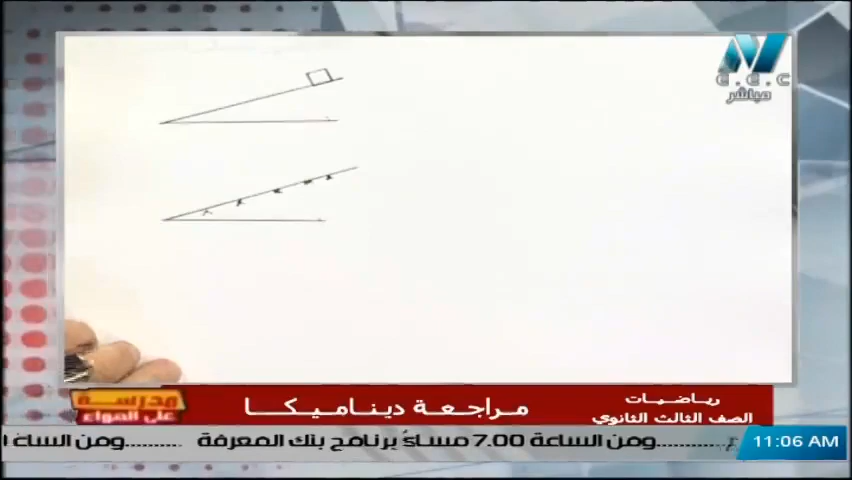 e.e.c
مباشر
رياضيات
الصف الثالث الثانوي
مراجعة ديناميكا
مدرسة
على الهواء
ومن الساعة 7.00 مساءً برنامج بنك المعرفة..........ومن الساعة
11:06 AM